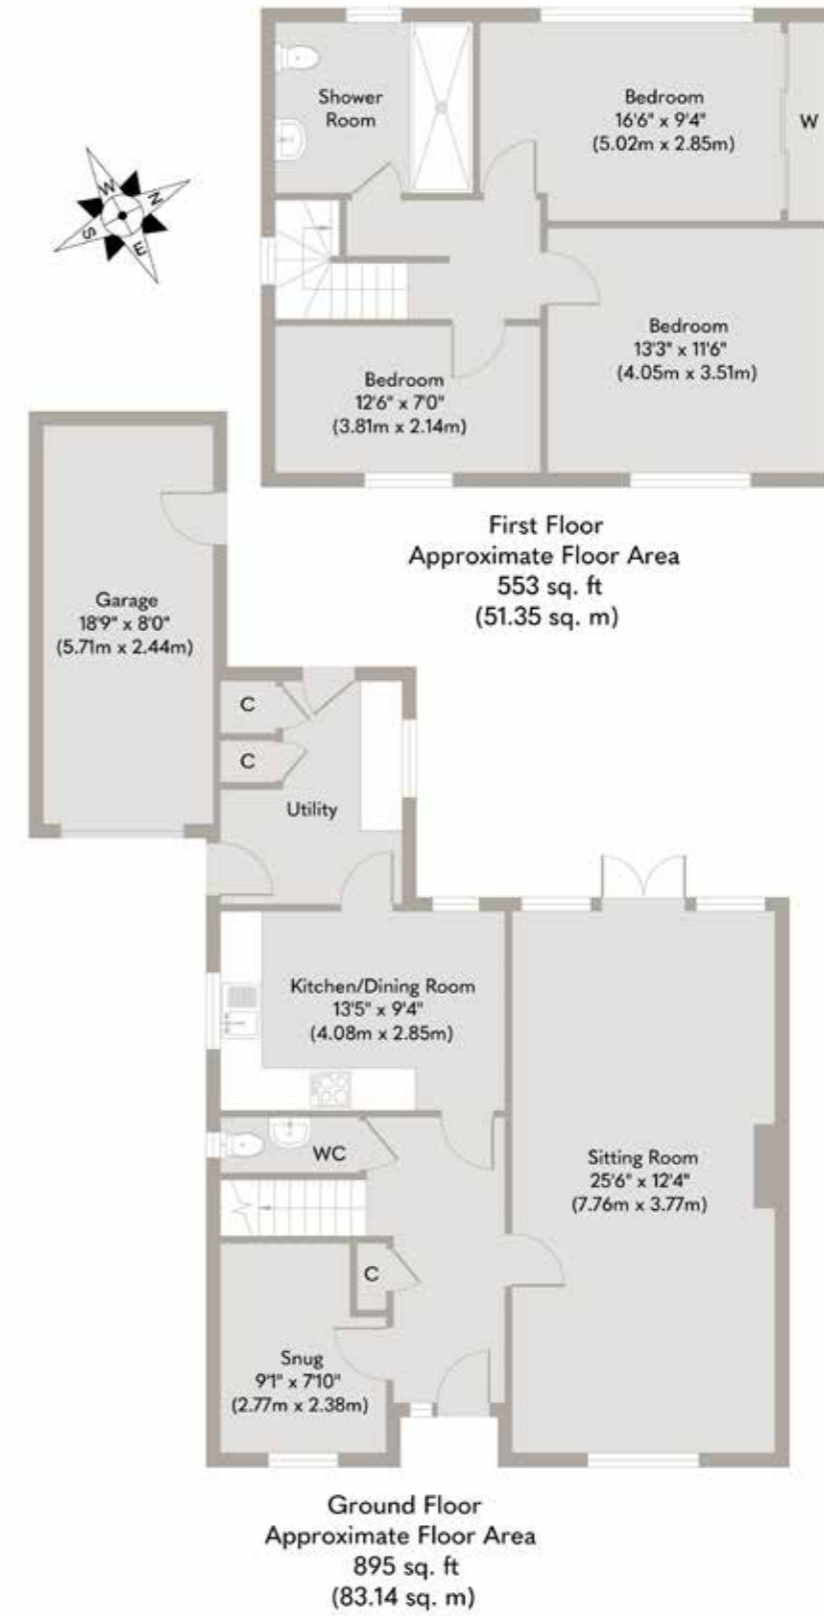 Shower
Room
Bedroom
16'6" x 9'4"
(5.02m x 2.85m)
W
W
N
S
E
Bedroom
13'3" x 11'6"
(4.05m x 3.51m)
Bedroom
12'6" x 7'0"
(3.81m x 2.14m)
First Floor
Approximate Floor Area
553 sq. ft
(51.35 sq. m)
Garage
18'9" x 8'0"
(5.71m x 2.44m)
C
C
Utility
Kitchen/Dining Room
13'5" x 9'4"
(4.08m x 2.85m)
WC
Sitting Room
25'6" x 12'4"
(7.76m x 3.77m)
C
Snug
9'1" x 7'10"
(2.77m x 2.38m)
Ground Floor
Approximate Floor Area
895 sq. ft
(83.14 sq. m)